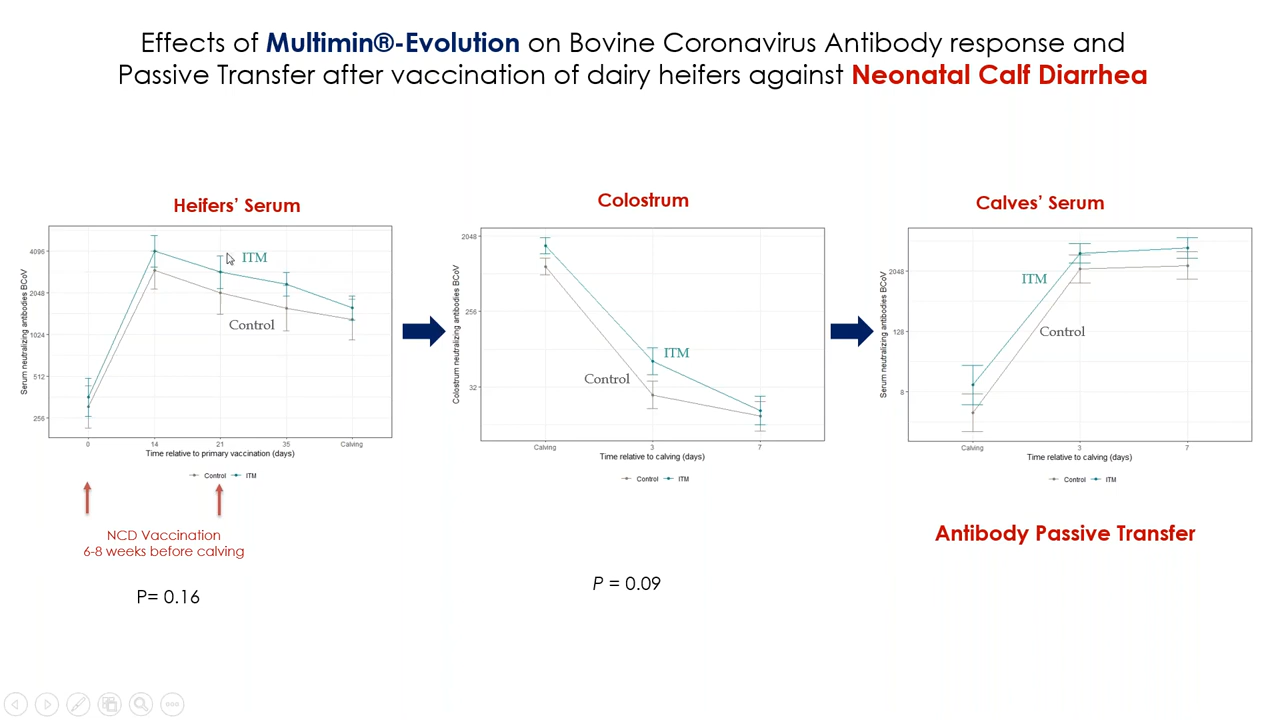 Effects of Multimin®-Evolution on Bovine Coronavirus Antibody response and
Passive Transfer after vaccination of dairy heifers against Neonatal Calf Diarrhea
Heifers’ Serum
Serum neutralizing antibodies BCoV
4096
2048
1024
512
256
ITM
Control
0 14 21 35 Calving
Time relative to primary vaccination (days)
Control ITM
NCD Vaccination
6-8 weeks before calving
P= 0.16
Colostrum
Colostrum neutralizing antibodies BCoV
2048
256
32
ITM
Control
Calving 3 7
Time relative to calving (days)
Control ITM
P = 0.09
Calves’ Serum
Serum neutralizing antibodies BCoV
2048
128
8
ITM
Control
Calving 3 7
Time relative to calving (days)
Control ITM
Antibody Passive Transfer